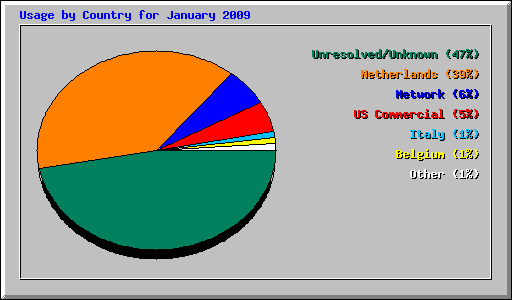 Usage by Country for January 2009
Unresolved/Unknown (47%)
Netherlands (39%)
Network (6%)
US Commercial (5%)
Italy (1%)
Belgium (1%)
Other (1%)